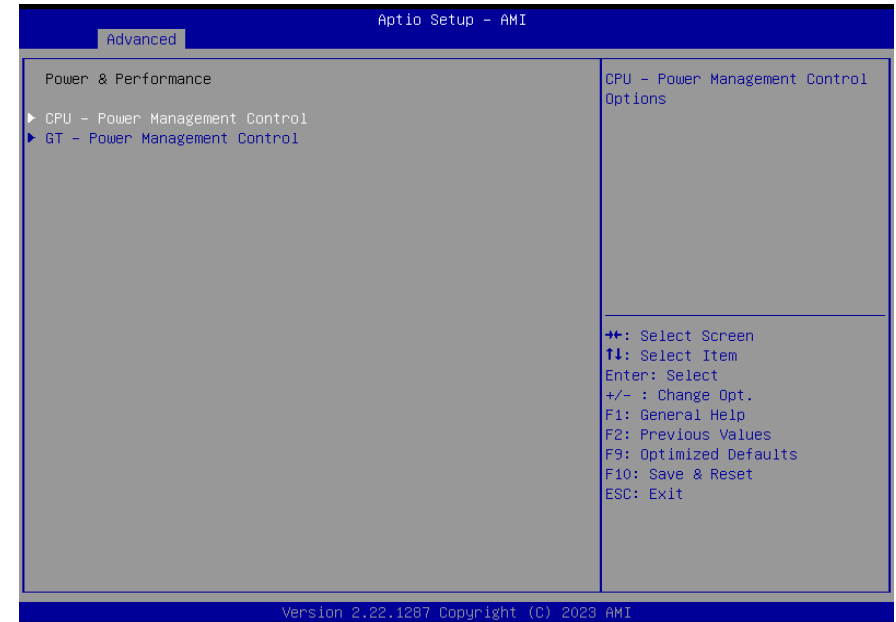 Aptio Setup – AMI
Advanced
Power & Performance
CPU – Power Management Control
GT – Power Management Control
CPU – Power Management Control
Options
→←: Select Screen
↑↓: Select Item
Enter: Select
+/- : Change Opt.
F1: General Help
F2: Previous Values
F9: Optimized Defaults
F10: Save & Reset
ESC: Exit
Version 2.22.1287 Copyright (C) 2023 AMI